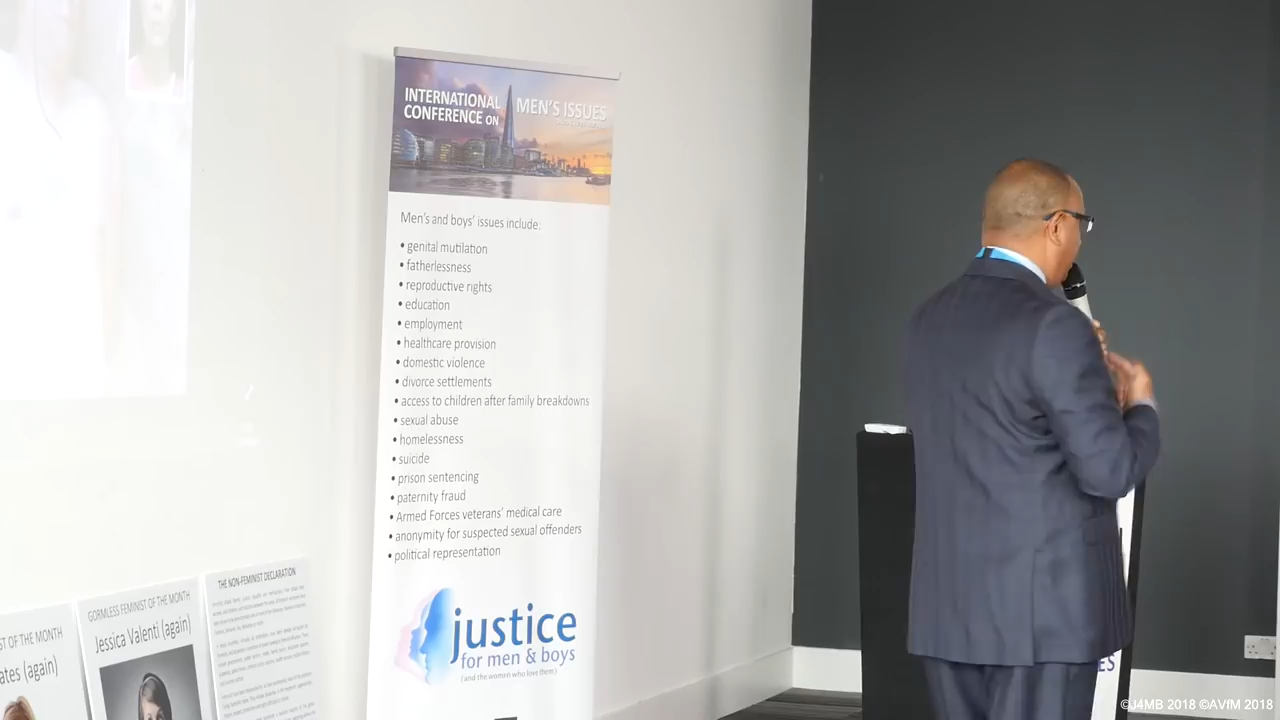 INTERNATIONAL
CONFERENCE ON
MEN'S ISSUES
Men's and boys' issues include:
• genital mutilation
• fatherlessness
• reproductive rights
• education
• employment
• healthcare provision
• domestic violence
• divorce settlements
• access to children after family breakdowns
• sexual abuse
• homelessness
• suicide
• prison sentencing
• paternity fraud
• Armed Forces veterans' medical care
• anonymity for suspected sexual offenders
• political representation
justice
for men & boys
(and the women who love them)
ST OF THE MONTH
ates (again)
GORMLESS FEMINIST OF THE MONTH
Jessica Valenti (again)
THE NON-FEMINIST DECLARATION
ES
©J4MB 2018 ©AVfM 2018